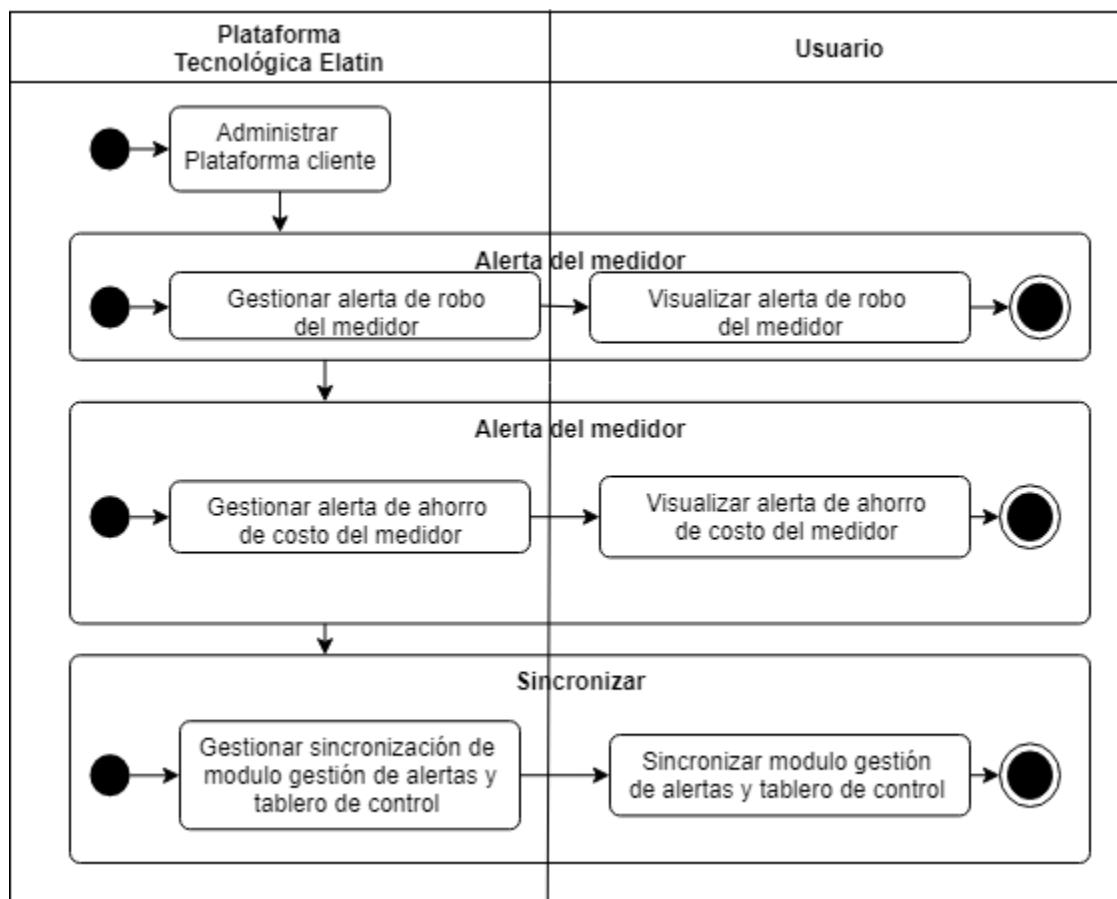 Plataforma
Tecnológica Elatin
Usuario
Administrar
Plataforma cliente
Alerta del medidor
Gestionar alerta de robo
del medidor
Visualizar alerta de robo
del medidor
Alerta del medidor
Gestionar alerta de ahorro
de costo del medidor
Visualizar alerta de ahorro
de costo del medidor
Sincronizar
Gestionar sincronización de
modulo gestión de alertas y
tablero de control
Sincronizar modulo gestión
de alertas y tablero de control